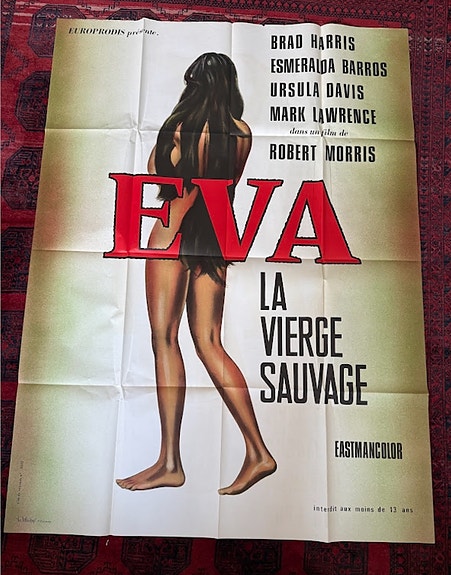 EUROPRODIS présente.
BRAD HARRIS
ESMERALDA BARROS
URSULA DAVIS
MARK LAWRENCE
dans un film de
ROBERT MORRIS
EVA
LA
VIERGE
SAUVAGE
EASTMANCOLOR
interdit aux moins de 13 ans